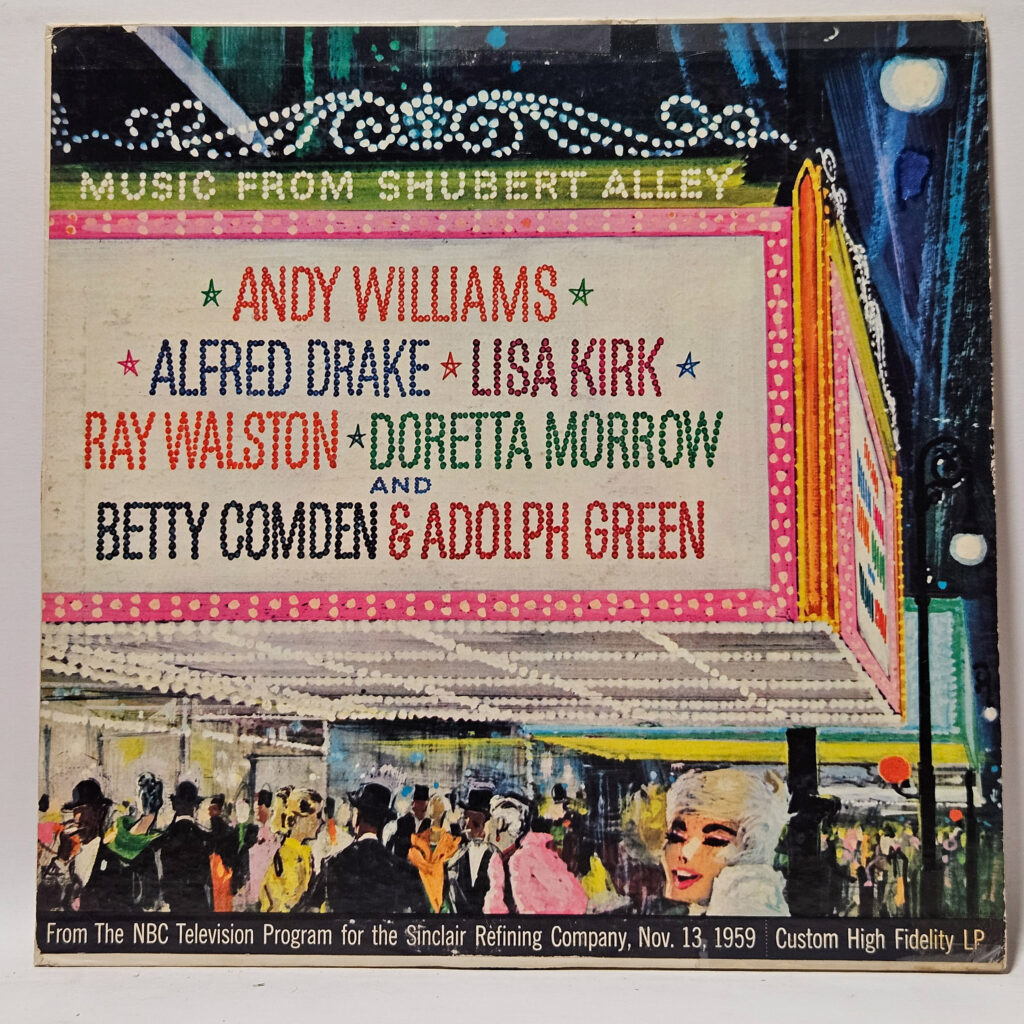 MUSIC FROM SHUBERT ALLEY
ANDY WILLIAMS
ALFRED DRAKE LISA KIRK
RAY WALSTON DORETTA MORROW
AND
BETTY COMDEN & ADOLPH GREEN
From The NBC Television Program for the Sinclair Refining Company, Nov. 13, 1959 Custom High Fidelity LP